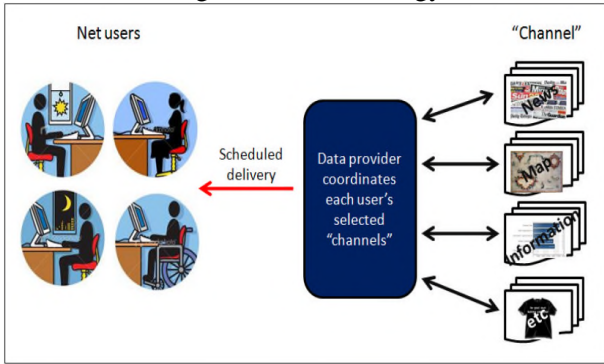 Net users
"Channel"
Scheduled
delivery
Data provider
coordinates
each user's
selected
"channels"
News
Map
Information
etc